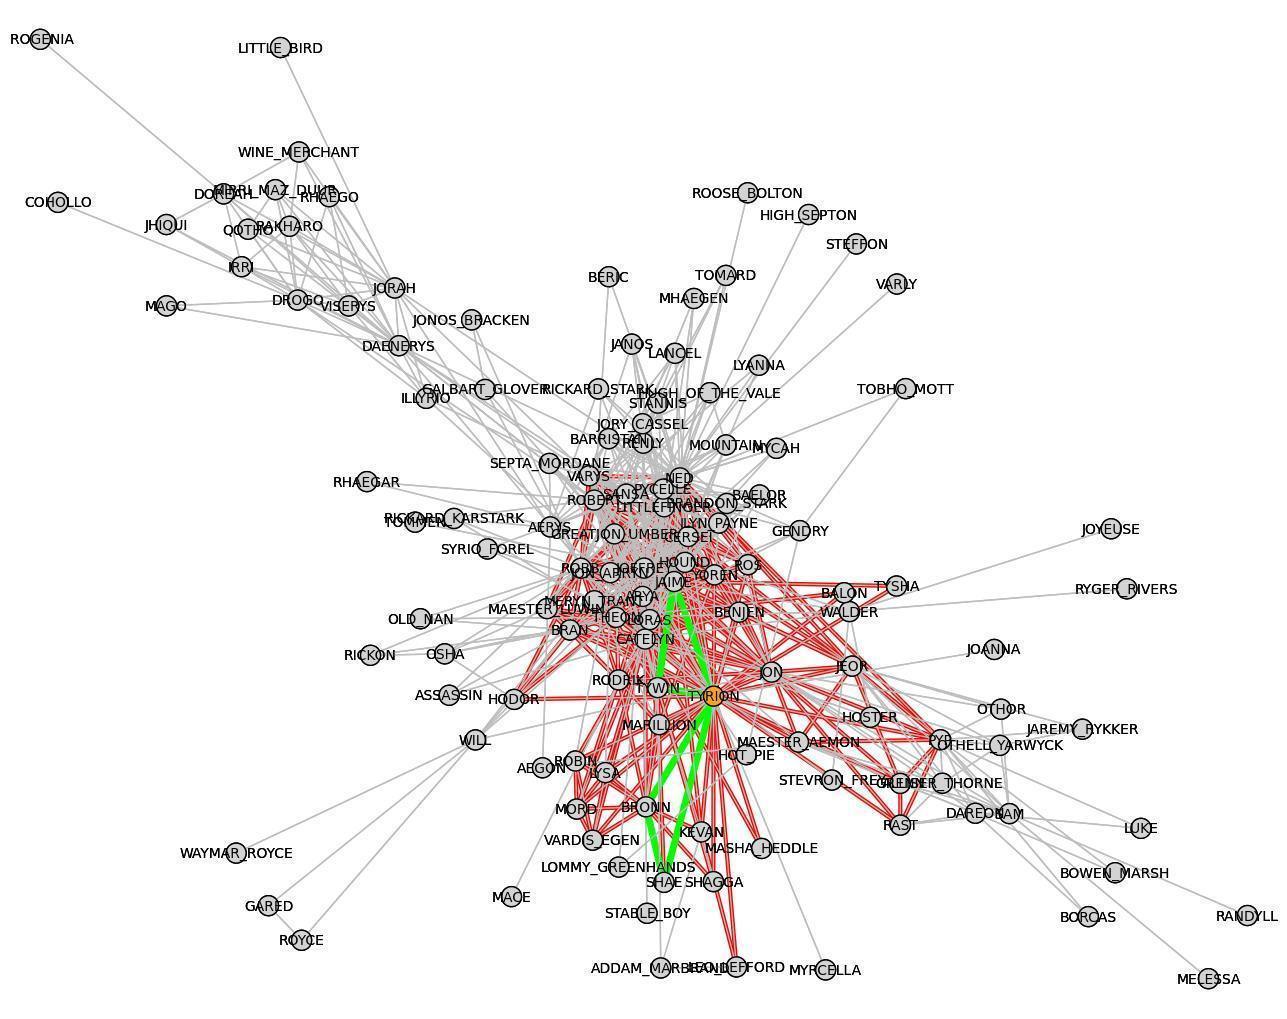 ROGENIA
LITTLE_BIRD
WINE_MERCHANT
DOREAH
MIRRI_MAZ_DUUR
RHAEGO
ROOSE_BOLTON
COHOLLO
HIGH_SEPTON
JHIQUI
QOTHO
RAKHARO
STEFFON
IRRI
BERIC
TOMARD
VARLY
JORAH
MAGO
DROGO
VISERYS
MHAEGEN
JONOS_BRACKEN
DAENERYS
JANOS
LANCEL
LYANNA
GALBART_GLOVER
RICKARD_STARK
HUGH_OF_THE_VALE
TOBHO_MOTT
ILLYRIO
STANNIS
JORY_CASSEL
BARRISTAN
RENLY
MOUNTAIN
MYCAH
SEPTA_MORDANE
VARYS
NED
RHAEGAR
PYCELLE
SANSA
BAELOR
ROBERT
LITTLEFINGER
BRANDON_STARK
TOMMEN
RICKARD_KARSTARK
AERYS
GREATJON_UMBER
ILYN_PAYNE
CERSEI
GENDRY
JOYEUSE
SYRIO_FOREL
ROBB
JON_ARRYN
JOFFREY
HOUND
YOREN
ROS
JAIME
TYSHA
RYGER_RIVERS
BALON
ARYA
MERYN_TRANT
MAESTER_LUWIN
BENJEN
WALDER
OLD_NAN
THEON
LORAS
BRAN
CATELYN
RICKON
OSHA
JOANNA
JEOR
JON
RODRIK
TYWIN
TYRION
ASSASSIN
HODOR
OTHOR
HOSTER
MARILLION
JAREMY_RYKKER
WILL
MAESTER_AEMON
PYP
OTHELL_YARWYCK
HOT_PIE
AEGON
ROBIN
LYSA
STEVRON_FREY
GRENN
ALLISER_THORNE
MORD
BRONN
DAREON
SAM
RAST
LUKE
VARDIS_EGEN
KEVAN
MASHA_HEDDLE
WAYMAR_ROYCE
LOMMY_GREENHANDS
BOWEN_MARSH
SHAE
SHAGGA
MACE
GARED
STABLE_BOY
BORCAS
RANDYLL
ROYCE
ADDAM_MARBRAND
LEO_LEFFORD
MYRCELLA
MELESSA